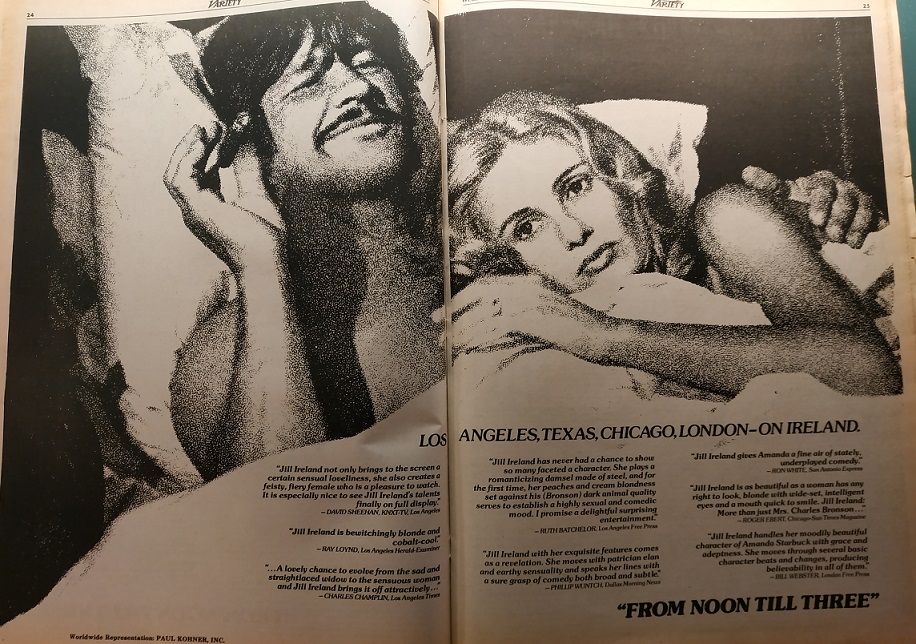 24
VARIETY
VARIETY
25
LOS ANGELES, TEXAS, CHICAGO, LONDON–ON IRELAND.
"Jill Ireland not only brings to the screen a
certain sensual loveliness, she also creates a
feisty, fiery female who is a pleasure to watch.
It is especially nice to see Jill Ireland's talents
finally on full display."
– DAVID SHEEHAN, KNXT-TV, Los Angeles
"Jill Ireland is bewitchingly blonde and
cobalt-cool."
– RAY LOYND, Los Angeles Herald-Examiner
"...A lovely chance to evolve from the sad and
straightlaced widow to the sensuous woman
and Jill Ireland brings it off attractively..."
– CHARLES CHAMPLIN, Los Angeles Times
"Jill Ireland has never had a chance to show
so many faceted a character. She plays a
romanticizing damsel made of steel, and for
the first time, her peaches and cream blondness
set against his (Bronson) dark animal quality
serves to establish a highly sexual and comedic
mood. I promise a delightful surprising
entertainment."
– RUTH BATCHELOR, Los Angeles Free Press
"Jill Ireland with her exquisite features comes
as a revelation. She moves with patrician elan
and earthy sensuality and speaks her lines with
a sure grasp of comedy both broad and subtle."
– PHILLIP WUNTCH, Dallas Morning News
"Jill Ireland gives Amanda a fine air of stately,
underplayed comedy."
– RON WHITE, San Antonio Express
"Jill Ireland is as beautiful as a woman has any
right to look, blonde with wide-set, intelligent
eyes and a mouth quick to smile. Jill Ireland:
More than just Mrs. Charles Bronson..."
– ROGER EBERT, Chicago-Sun Times Magazine
"Jill Ireland handles her moodily beautiful
character of Amanda Starbuck with grace and
adeptness. She moves through several basic
character beats and changes, producing
believability in all of them."
– BILL WEBSTER, London Free Press
"FROM NOON TILL THREE"
Worldwide Representation: PAUL KOHNER, INC.